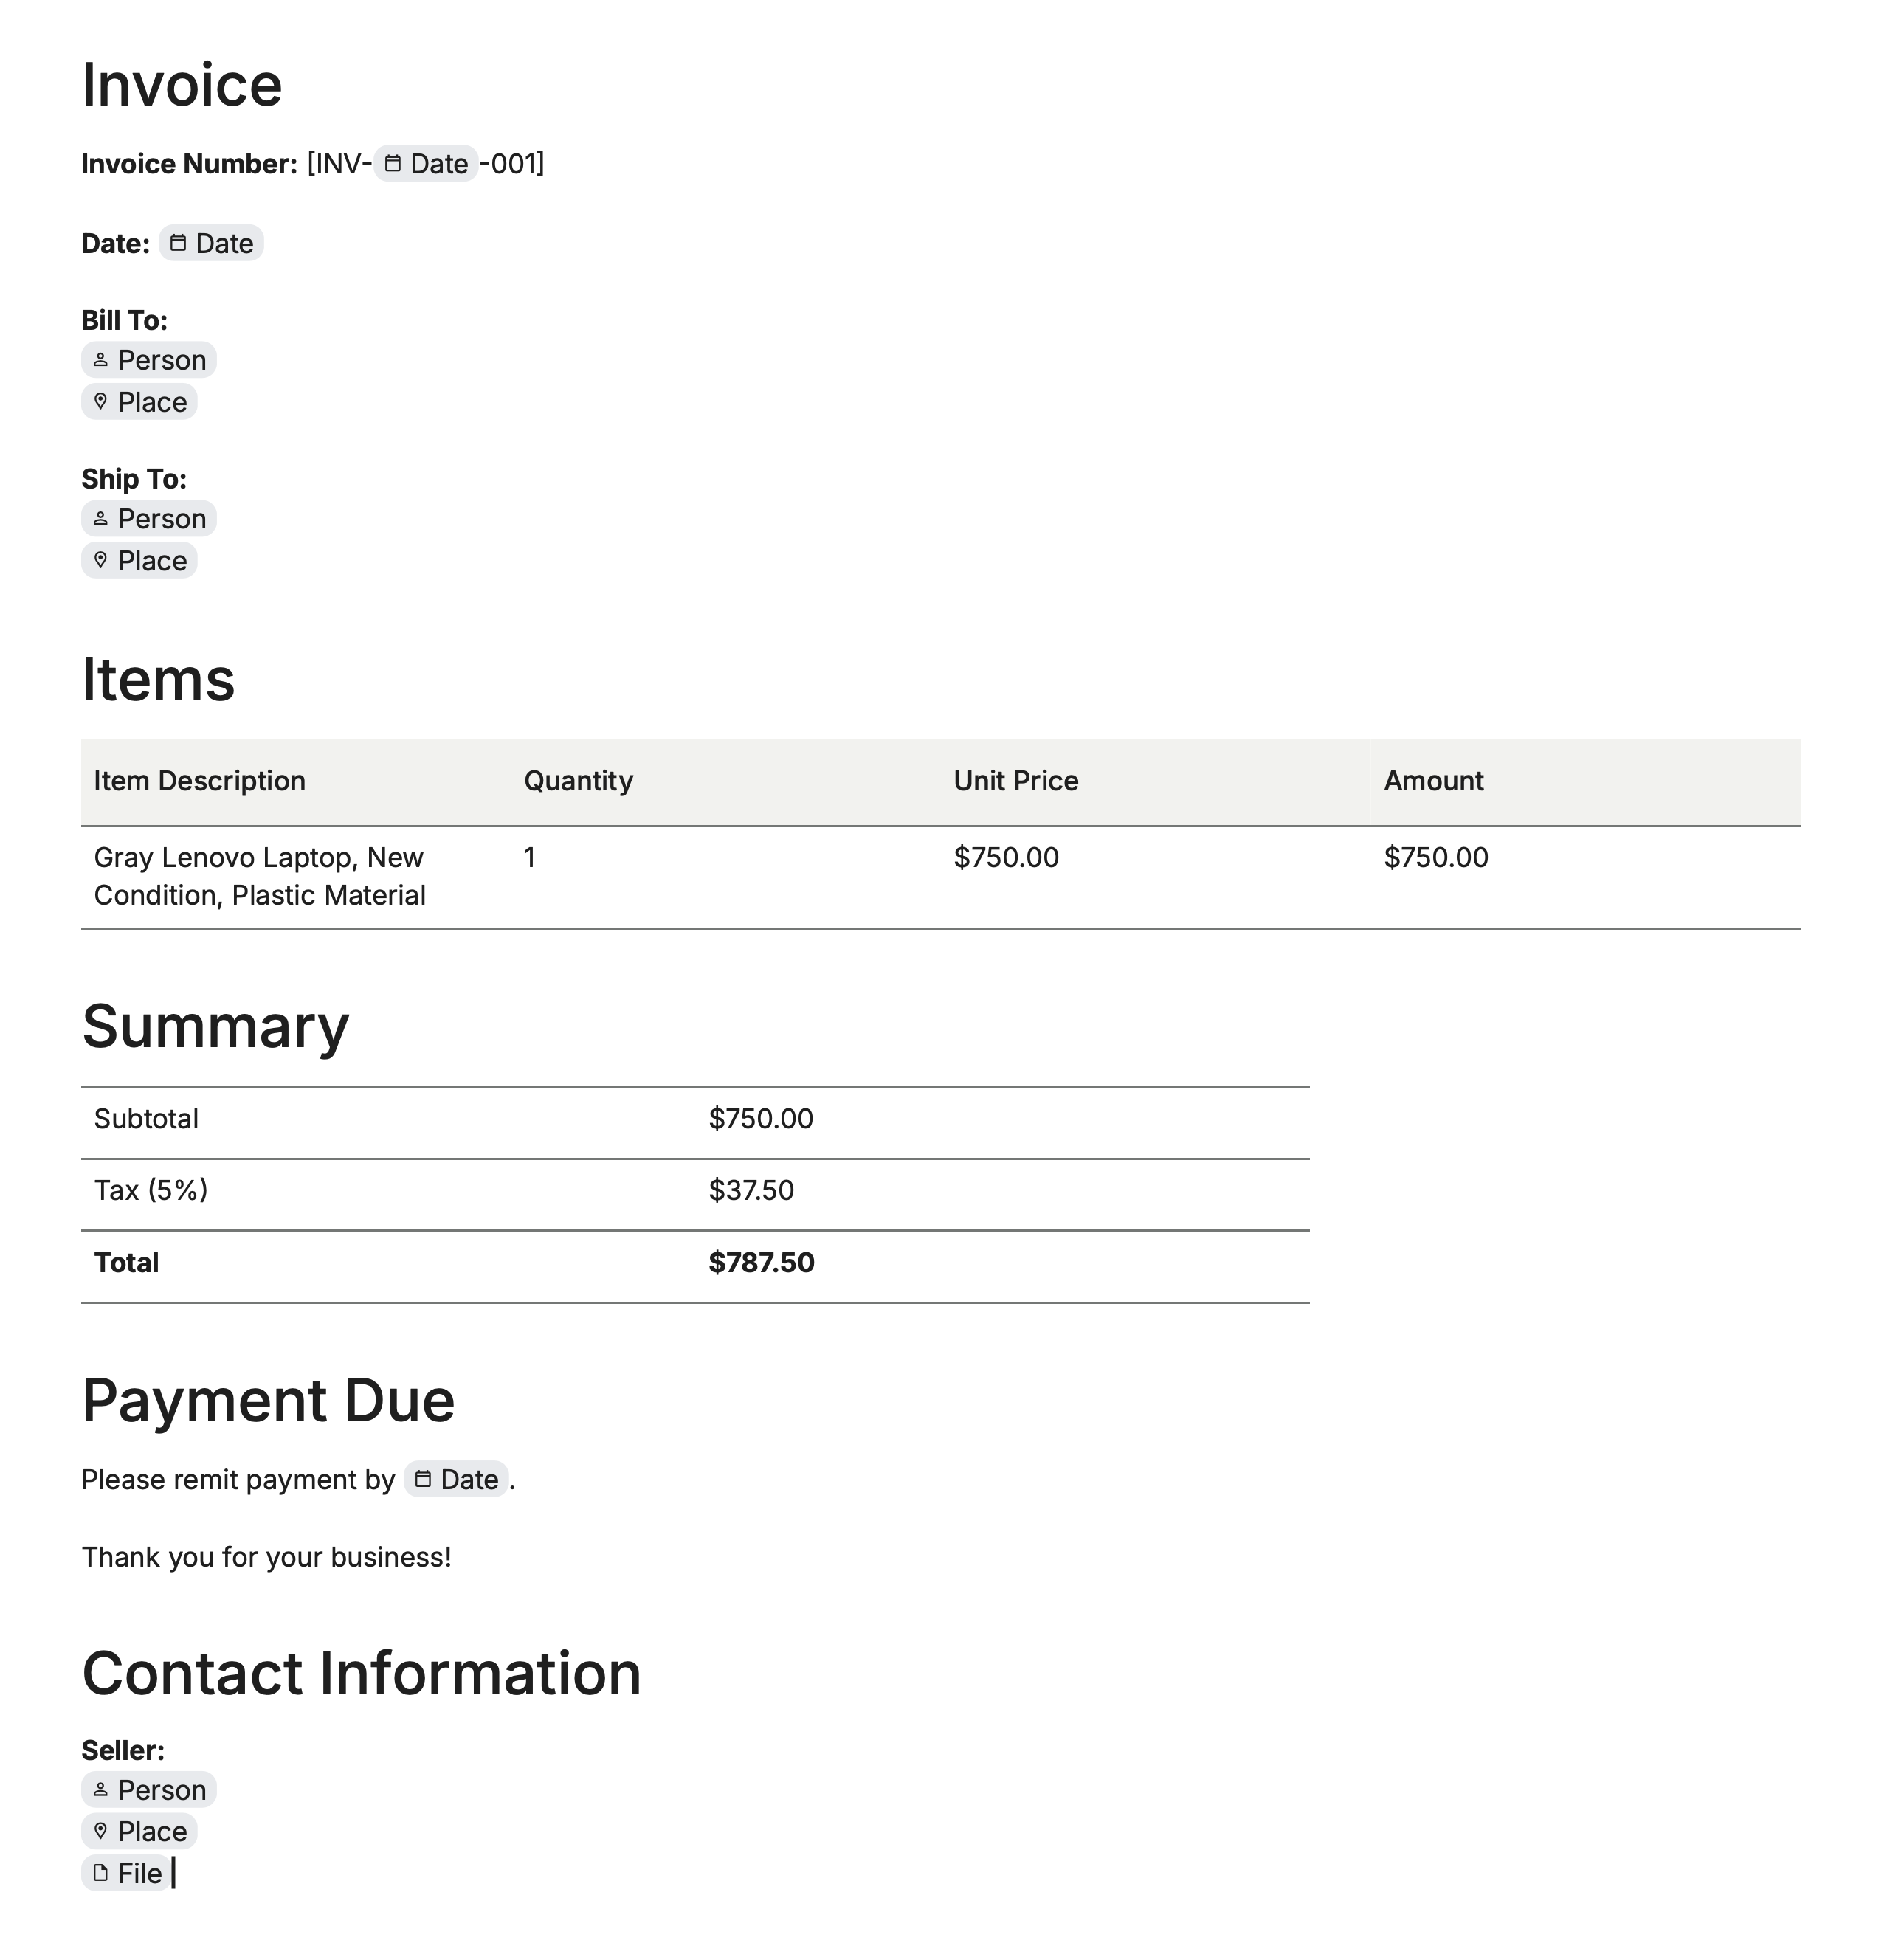 Invoice
Invoice Number: [INV- Date -001]
Date: Date
Bill To:
Person
Place
Ship To:
Person
Place
Items
Item Description Quantity Unit Price Amount
Gray Lenovo Laptop, New 1 $750.00 $750.00
Condition, Plastic Material
Summary
Subtotal $750.00
Tax (5%) $37.50
Total $787.50
Payment Due
Please remit payment by Date .
Thank you for your business!
Contact Information
Seller:
Person
Place
File